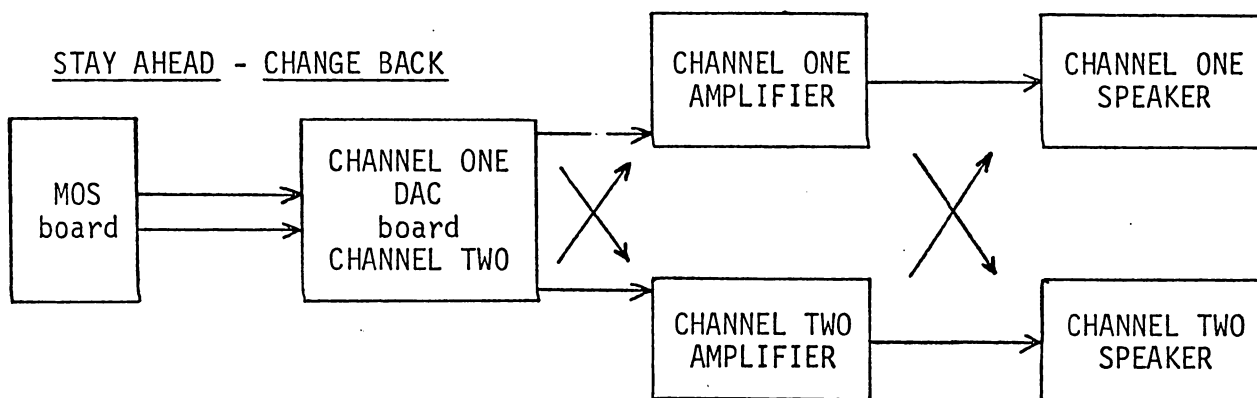 STAY AHEAD - CHANGE BACK
MOS
board
CHANNEL ONE
DAC
board
CHANNEL TWO
CHANNEL ONE
AMPLIFIER
CHANNEL ONE
SPEAKER
CHANNEL TWO
AMPLIFIER
CHANNEL TWO
SPEAKER